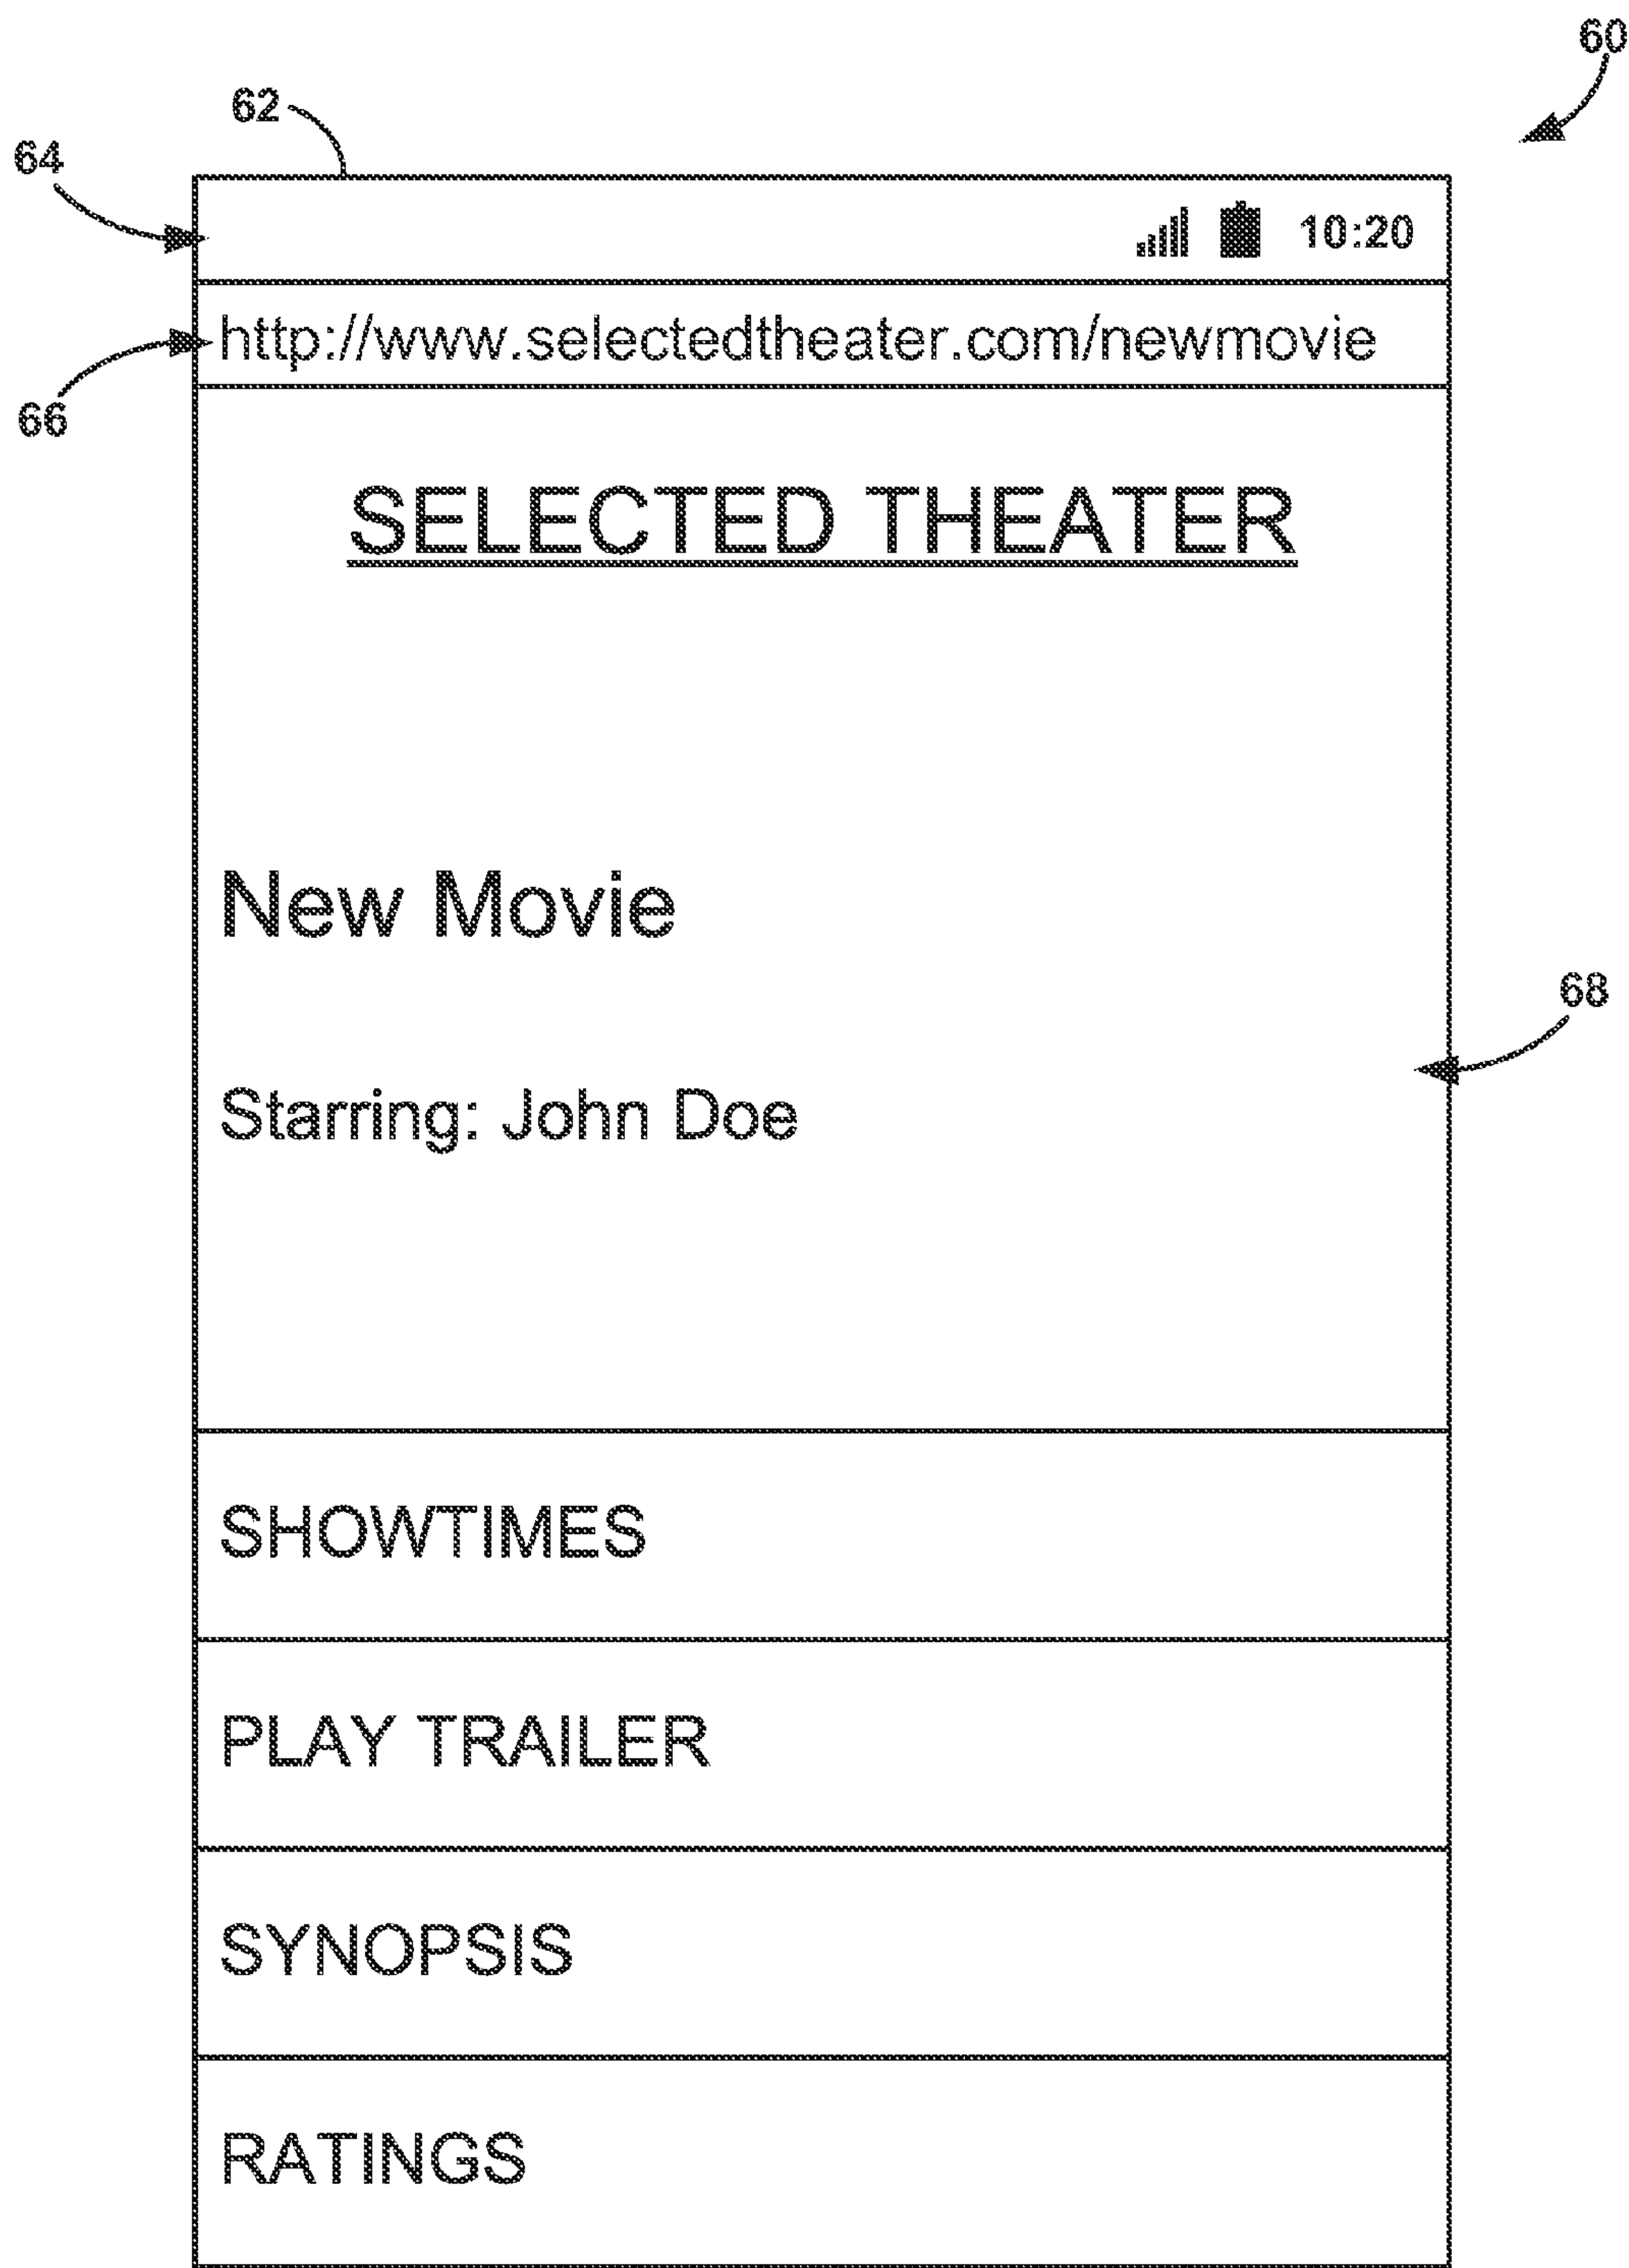 60
62
64
10:20
http://www.selectedtheater.com/newmovie
66
SELECTED THEATER
New Movie
68
Starring: John Doe
SHOWTIMES
PLAY TRAILER
SYNOPSIS
RATINGS